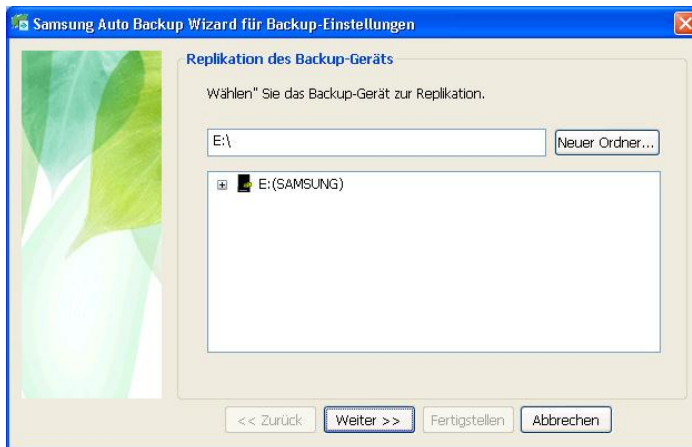 Samsung Auto Backup Wizard für Backup-Einstellungen
Replikation des Backup-Geräts
Wählen" Sie das Backup-Gerät zur Replikation.
E:\
Neuer Ordner...
E:(SAMSUNG)
<< Zurück
Weiter >>
Fertigstellen
Abbrechen